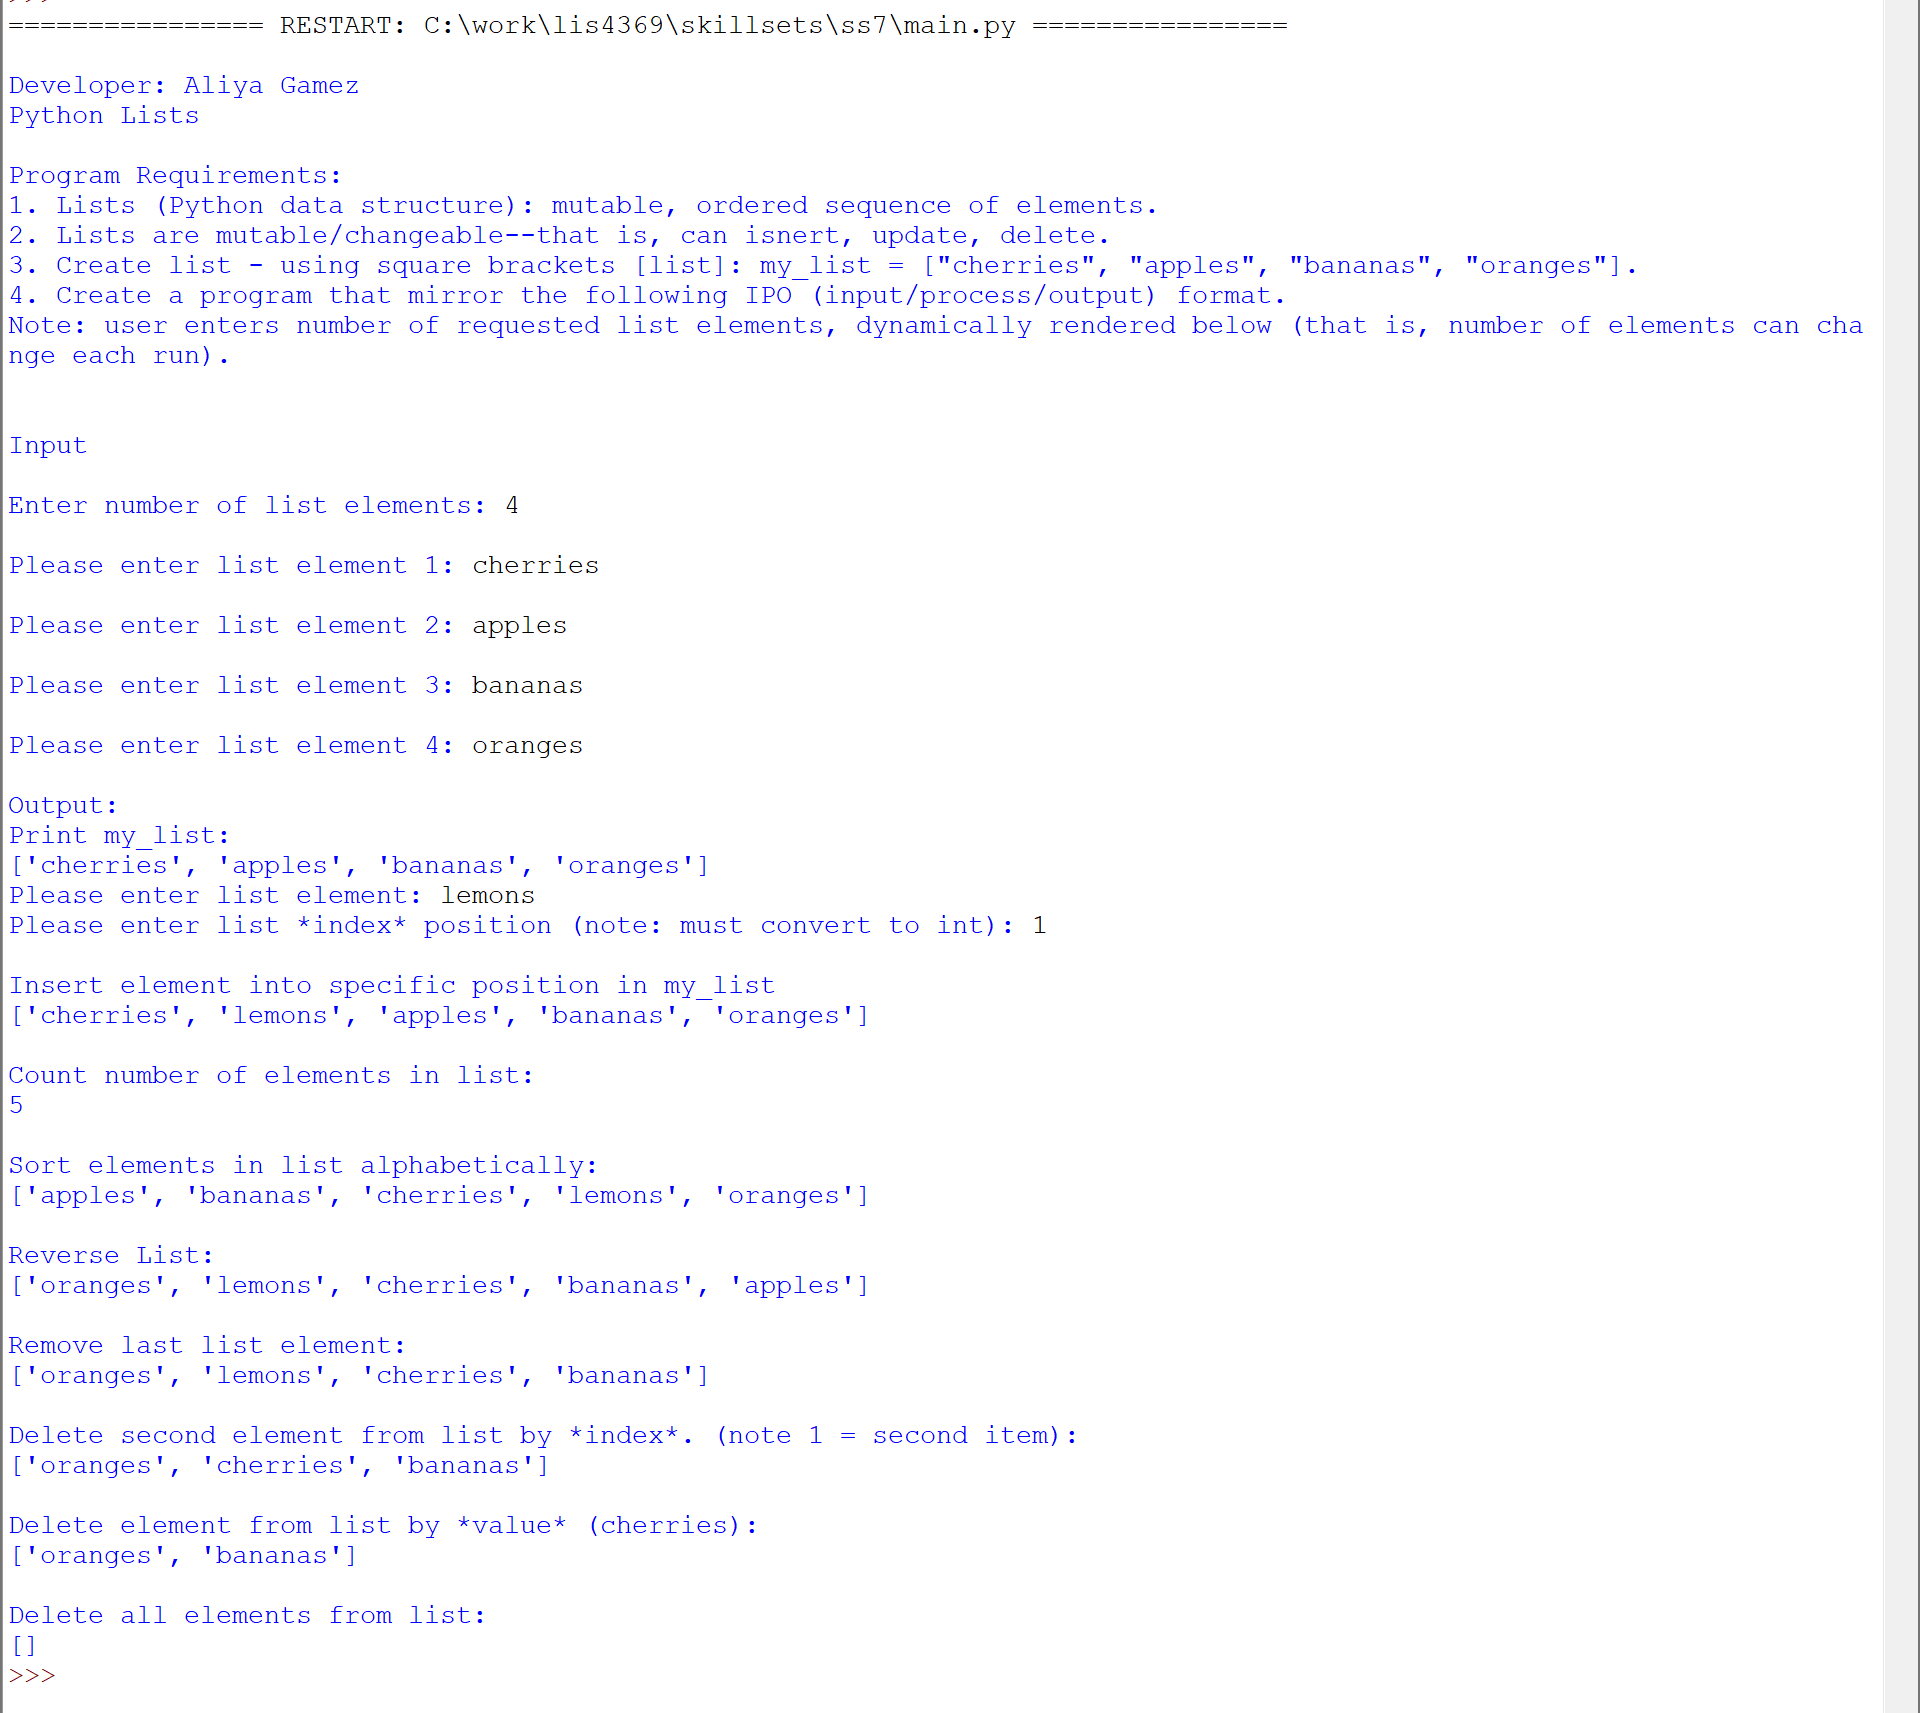 ================ RESTART: C:\work\lis4369\skillsets\ss7\main.py ================
Developer: Aliya Gamez
Python Lists
Program Requirements:
1. Lists (Python data structure): mutable, ordered sequence of elements.
2. Lists are mutable/changeable--that is, can isnert, update, delete.
3. Create list - using square brackets [list]: my_list = ["cherries", "apples", "bananas", "oranges"].
4. Create a program that mirror the following IPO (input/process/output) format.
Note: user enters number of requested list elements, dynamically rendered below (that is, number of elements can cha
nge each run).
Input
Enter number of list elements: 4
Please enter list element 1: cherries
Please enter list element 2: apples
Please enter list element 3: bananas
Please enter list element 4: oranges
Output:
Print my_list:
['cherries', 'apples', 'bananas', 'oranges']
Please enter list element: lemons
Please enter list *index* position (note: must convert to int): 1
Insert element into specific position in my_list
['cherries', 'lemons', 'apples', 'bananas', 'oranges']
Count number of elements in list:
5
Sort elements in list alphabetically:
['apples', 'bananas', 'cherries', 'lemons', 'oranges']
Reverse List:
['oranges', 'lemons', 'cherries', 'bananas', 'apples']
Remove last list element:
['oranges', 'lemons', 'cherries', 'bananas']
Delete second element from list by *index*. (note 1 = second item):
['oranges', 'cherries', 'bananas']
Delete element from list by *value* (cherries):
['oranges', 'bananas']
Delete all elements from list:
[]
>>>